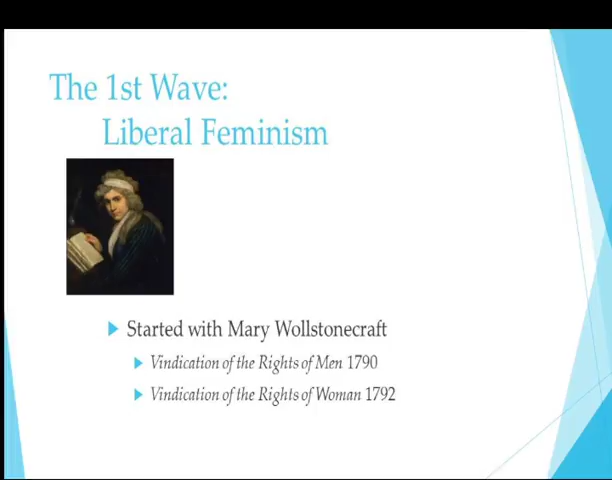 The 1st Wave:
Liberal Feminism
Started with Mary Wollstonecraft
Vindication of the Rights of Men 1790
Vindication of the Rights of Woman 1792